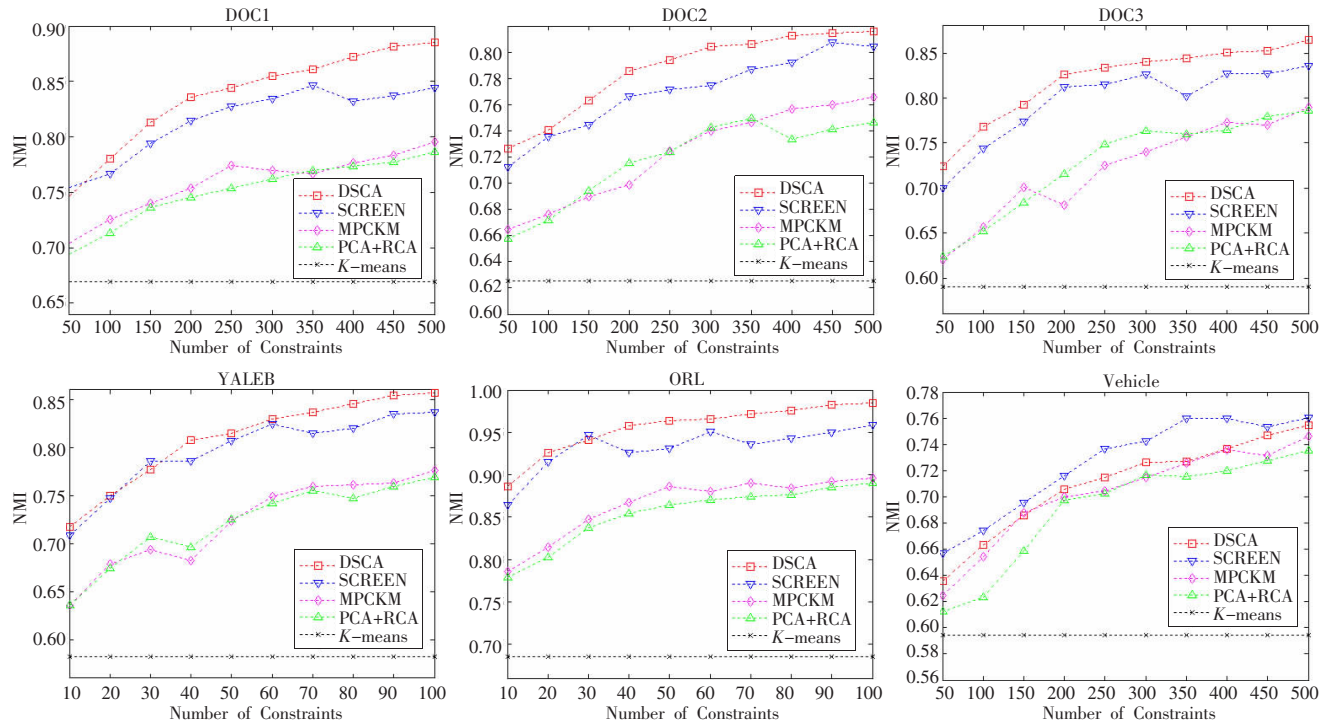 DOC1
0.90
0.85
0.80
0.75
0.70
0.65
NMI
DSCA
SCREEN
MPCKM
PCA+RCA
K-means
50 100 150 200 250 300 350 400 450 500
Number of Constraints
DOC2
0.80
0.78
0.76
0.74
0.72
0.70
0.68
0.66
0.64
0.62
0.60
NMI
DSCA
SCREEN
MPCKM
PCA+RCA
K-means
50 100 150 200 250 300 350 400 450 500
Number of Constraints
DOC3
0.85
0.80
0.75
0.70
0.65
0.60
NMI
DSCA
SCREEN
MPCKM
PCA+RCA
K-means
50 100 150 200 250 300 350 400 450 500
Number of Constraints
YALEB
0.85
0.80
0.75
0.70
0.65
0.60
NMI
DSCA
SCREEN
MPCKM
PCA+RCA
K-means
10 20 30 40 50 60 70 80 90 100
Number of Constraints
ORL
1.00
0.95
0.90
0.85
0.80
0.75
0.70
NMI
DSCA
SCREEN
MPCKM
PCA+RCA
K-means
10 20 30 40 50 60 70 80 90 100
Number of Constraints
Vehicle
0.78
0.76
0.74
0.72
0.70
0.68
0.66
0.64
0.62
0.60
0.58
0.56
NMI
DSCA
SCREEN
MPCKM
PCA+RCA
K-means
50 100 150 200 250 300 350 400 450 500
Number of Constraints